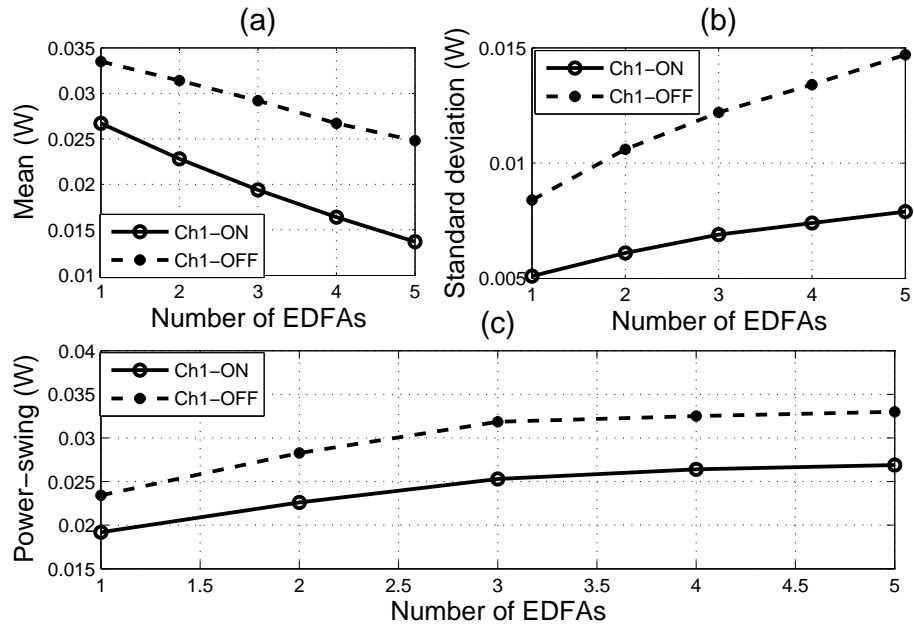 (a)
Mean (W)
0.035
0.03
0.025
0.02
0.015
0.01
Ch1−ON
Ch1−OFF
1 2 3 4 5
Number of EDFAs
(b)
Standard deviation (W)
0.015
0.01
0.005
Ch1−ON
Ch1−OFF
1 2 3 4 5
Number of EDFAs
(c)
Power−swing (W)
0.04
0.035
0.03
0.025
0.02
0.015
Ch1−ON
Ch1−OFF
1 1.5 2 2.5 3 3.5 4 4.5 5
Number of EDFAs